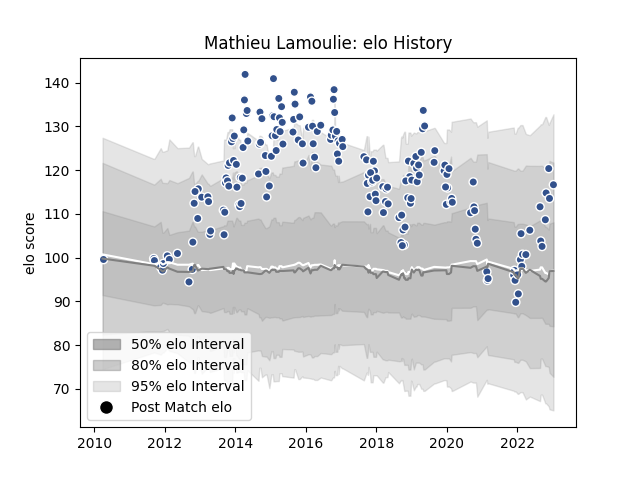 Mathieu Lamoulie: elo History
elo score
140
130
120
110
100
90
80
70
50% elo Interval
80% elo Interval
95% elo Interval
Post Match elo
2010 2012 2014 2016 2018 2020 2022